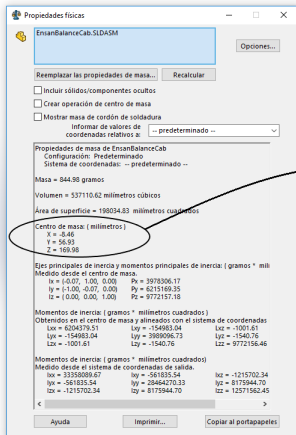 Propiedades físicas
EnsanBalanceCab.SLDASM
Opciones...
Reemplazar las propiedades de masa...
Recalcular
Incluir sólidos/componentes ocultos
Crear operación de centro de masa
Mostrar masa de cordón de soldadura
Informar de valores de
coordenadas relativos a:
-- predeterminado --
Propiedades de masa de EnsanBalanceCab
Configuración: Predeterminado
Sistema de coordenadas: -- predeterminado --
Masa = 844.98 gramos
Volumen = 537110.62 milímetros cúbicos
Área de superficie = 198034.83 milímetros cuadrados
Centro de masa: ( milímetros )
X = -8.46
Y = 56.93
Z = 169.98
Ejes principales de inercia y momentos principales de inercia: ( gramos * mili
Medido desde el centro de masa.
Ix = (-0.07, 1.00, 0.00) Px = 3978306.17
Iy = (-1.00, -0.07, 0.00) Py = 6215169.35
Iz = ( 0.00, 0.00, 1.00) Pz = 9772157.18
Momentos de inercia: ( gramos * milímetros cuadrados )
Obtenidos en el centro de masa y alineados con el sistema de coordenadas
Lxx = 6204379.51 Lxy = -154983.04 Lxz = -1001.61
Lyx = -154983.04 Lyy = 3989096.73 Lyz = -1540.76
Lzx = -1001.61 Lzy = -1540.76 Lzz = 9772156.46
Momentos de inercia: ( gramos * milímetros cuadrados)
Medido desde el sistema de coordenadas de salida.
Ixx = 33358089.67 Ixy = -561835.54 Ixz = -1215702.34
Iyx = -561835.54 Iyy = 28464270.33 Iyz = 8175944.70
Izx = -1215702.34 Izy = 8175944.70 Izz = 12571562.45
Ayuda
Imprimir...
Copiar al portapapeles